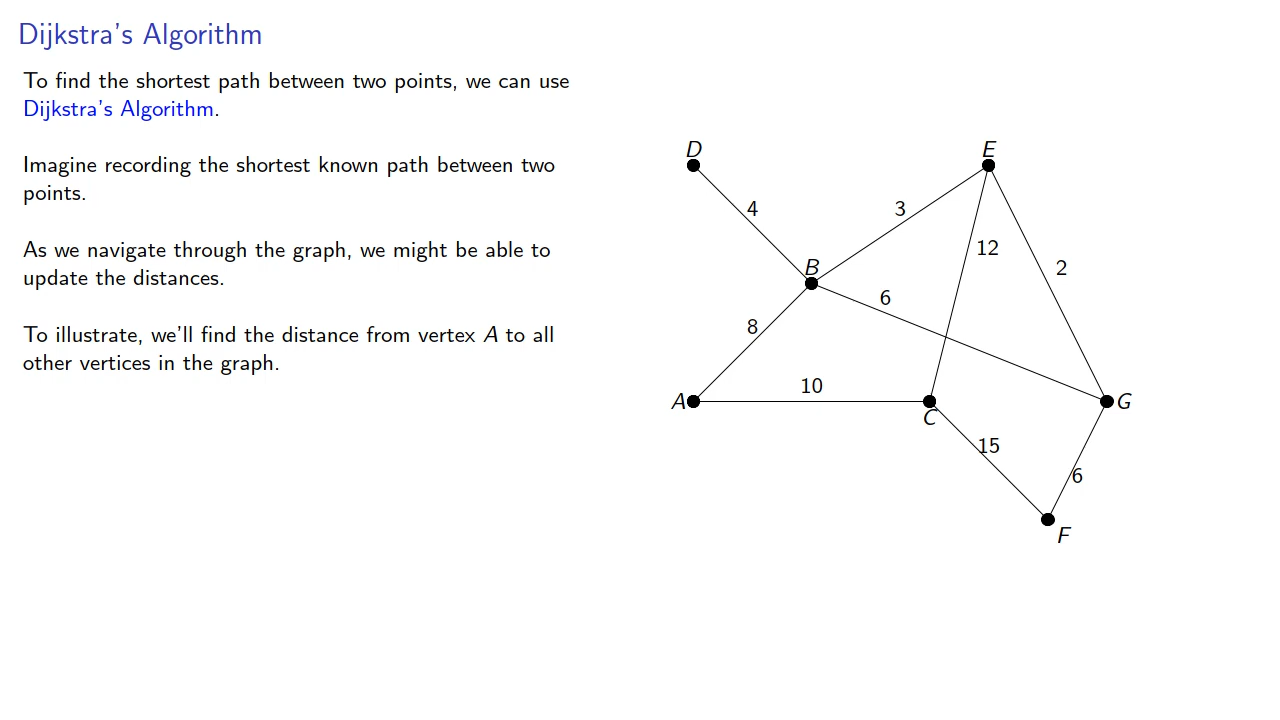 Dijkstra's Algorithm
To find the shortest path between two points, we can use
Dijkstra's Algorithm.
Imagine recording the shortest known path between two
points.
As we navigate through the graph, we might be able to
update the distances.
To illustrate, we'll find the distance from vertex A to all
other vertices in the graph.
D
E
4
3
12
B
2
6
8
10
A
G
C
15
6
F